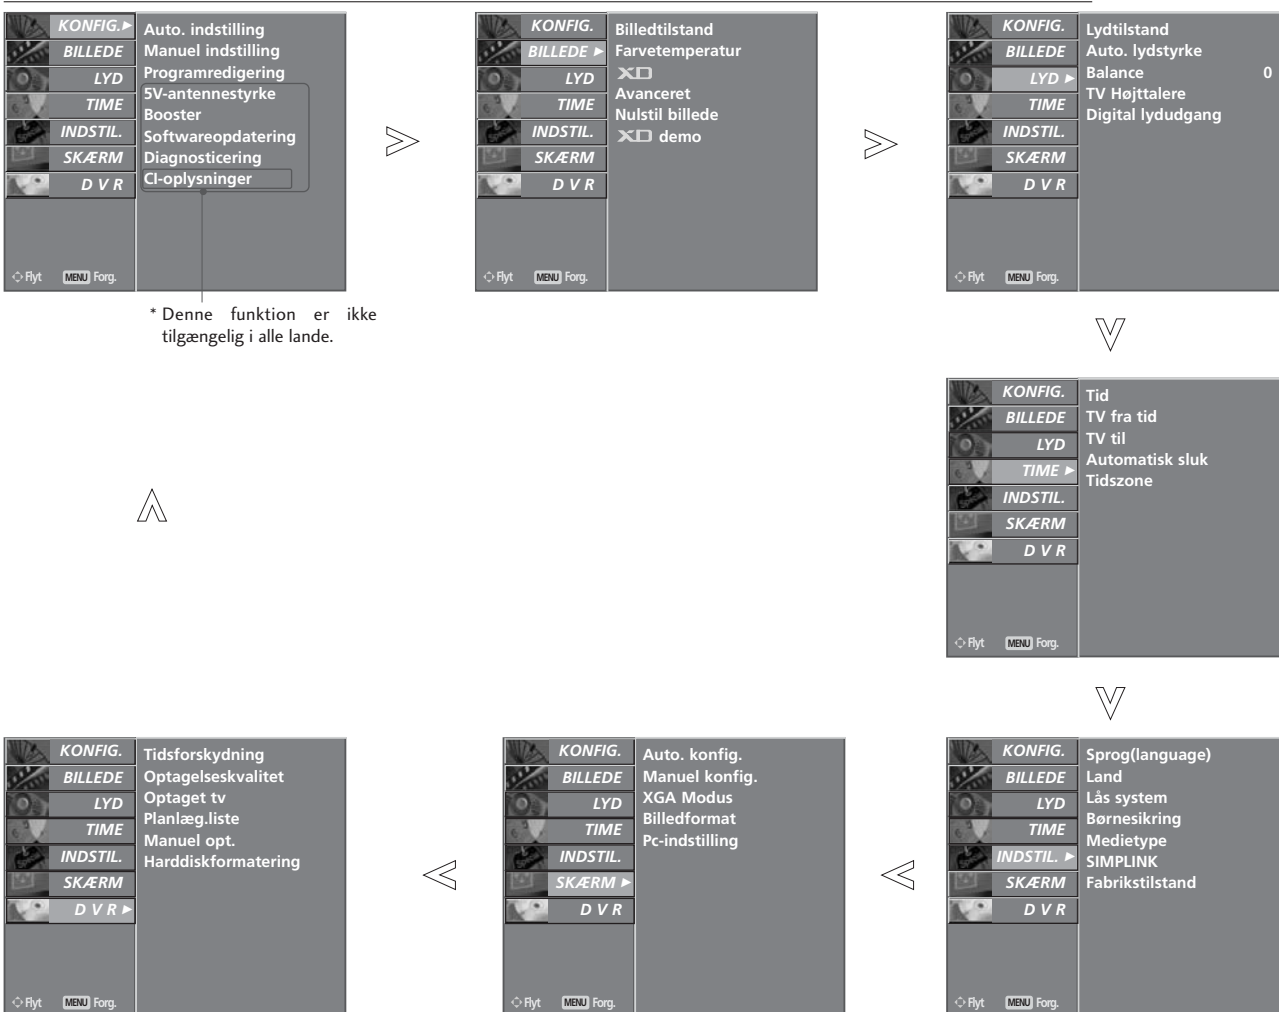 KONFIG.
BILLEDE
LYD
TIME
INDSTIL.
SKÆRM
D V R
Auto. indstilling
Manuel indstilling
Programredigering
5V-antennestyrke
Booster
Softwareopdatering
Diagnosticering
CI-oplysninger
Flyt MENU Forg.
* Denne funktion er ikke
tilgængelig i alle lande.
KONFIG.
BILLEDE
LYD
TIME
INDSTIL.
SKÆRM
D V R
Billedtilstand
Farvetemperatur
XD
Avanceret
Nulstil billede
XD demo
Flyt MENU Forg.
KONFIG.
BILLEDE
LYD
TIME
INDSTIL.
SKÆRM
D V R
Lydtilstand
Auto. lydstyrke
Balance 0
TV Højttalere
Digital lydudgang
Flyt MENU Forg.
KONFIG.
BILLEDE
LYD
TIME
INDSTIL.
SKÆRM
D V R
Tid
TV fra tid
TV til
Automatisk sluk
Tidszone
Flyt MENU Forg.
KONFIG.
BILLEDE
LYD
TIME
INDSTIL.
SKÆRM
D V R
Tidsforskydning
Optagelseskvalitet
Optaget tv
Planlæg.liste
Manuel opt.
Harddiskformatering
Flyt MENU Forg.
KONFIG.
BILLEDE
LYD
TIME
INDSTIL.
SKÆRM
D V R
Auto. konfig.
Manuel konfig.
XGA Modus
Billedformat
Pc-indstilling
Flyt MENU Forg.
KONFIG.
BILLEDE
LYD
TIME
INDSTIL.
SKÆRM
D V R
Sprog(language)
Land
Lås system
Børnesikring
Medietype
SIMPLINK
Fabrikstilstand
Flyt MENU Forg.